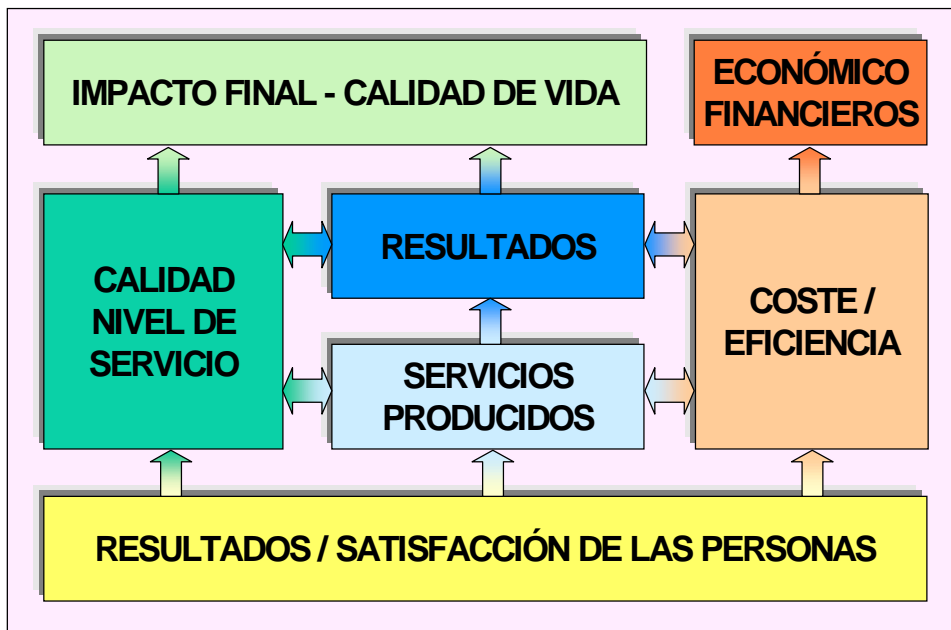 IMPACTO FINAL - CALIDAD DE VIDA
ECONÓMICO
FINANCIEROS
CALIDAD
NIVEL DE
SERVICIO
RESULTADOS
COSTE /
EFICIENCIA
SERVICIOS
PRODUCIDOS
RESULTADOS / SATISFACCIÓN DE LAS PERSONAS